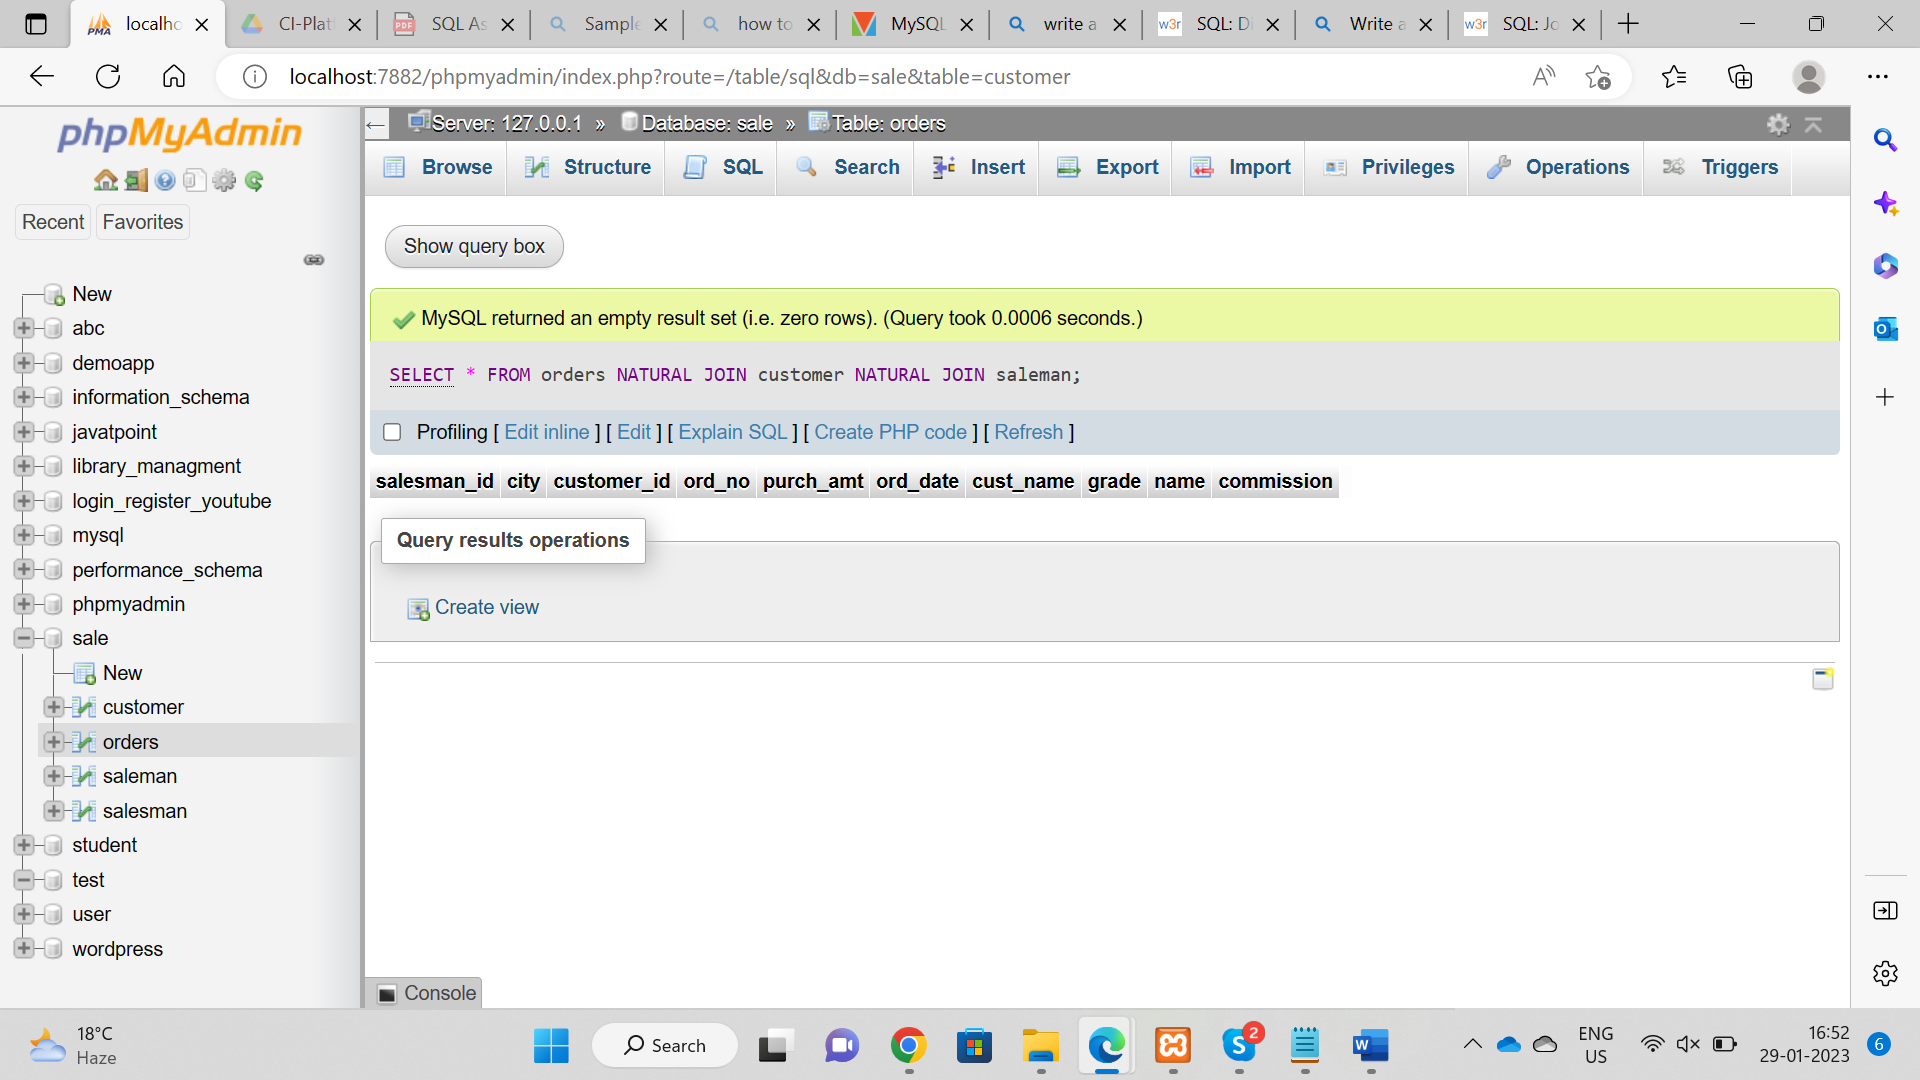 localho
CI-Plat
SQL As
Sample
how to
MySQL
write a
w3r SQL: Di
Write a
w3r SQL: Jo
localhost:7882/phpmyadmin/index.php?route=/table/sql&db=sale&table=customer
phpMyAdmin
Recent Favorites
New
abc
demoapp
information_schema
javatpoint
library_managment
login_register_youtube
mysql
performance_schema
phpmyadmin
sale
New
customer
orders
saleman
salesman
student
test
user
wordpress
Server: 127.0.0.1 » Database: sale » Table: orders
Browse Structure SQL Search Insert Export Import Privileges Operations Triggers
Show query box
MySQL returned an empty result set (i.e. zero rows). (Query took 0.0006 seconds.)
SELECT * FROM orders NATURAL JOIN customer NATURAL JOIN saleman;
Profiling [ Edit inline ] [ Edit ] [ Explain SQL ] [ Create PHP code ] [ Refresh ]
salesman_id city customer_id ord_no purch_amt ord_date cust_name grade name commission
Query results operations
Create view
Console
18°C
Haze
Search
2
ENG
US
16:52
29-01-2023
6